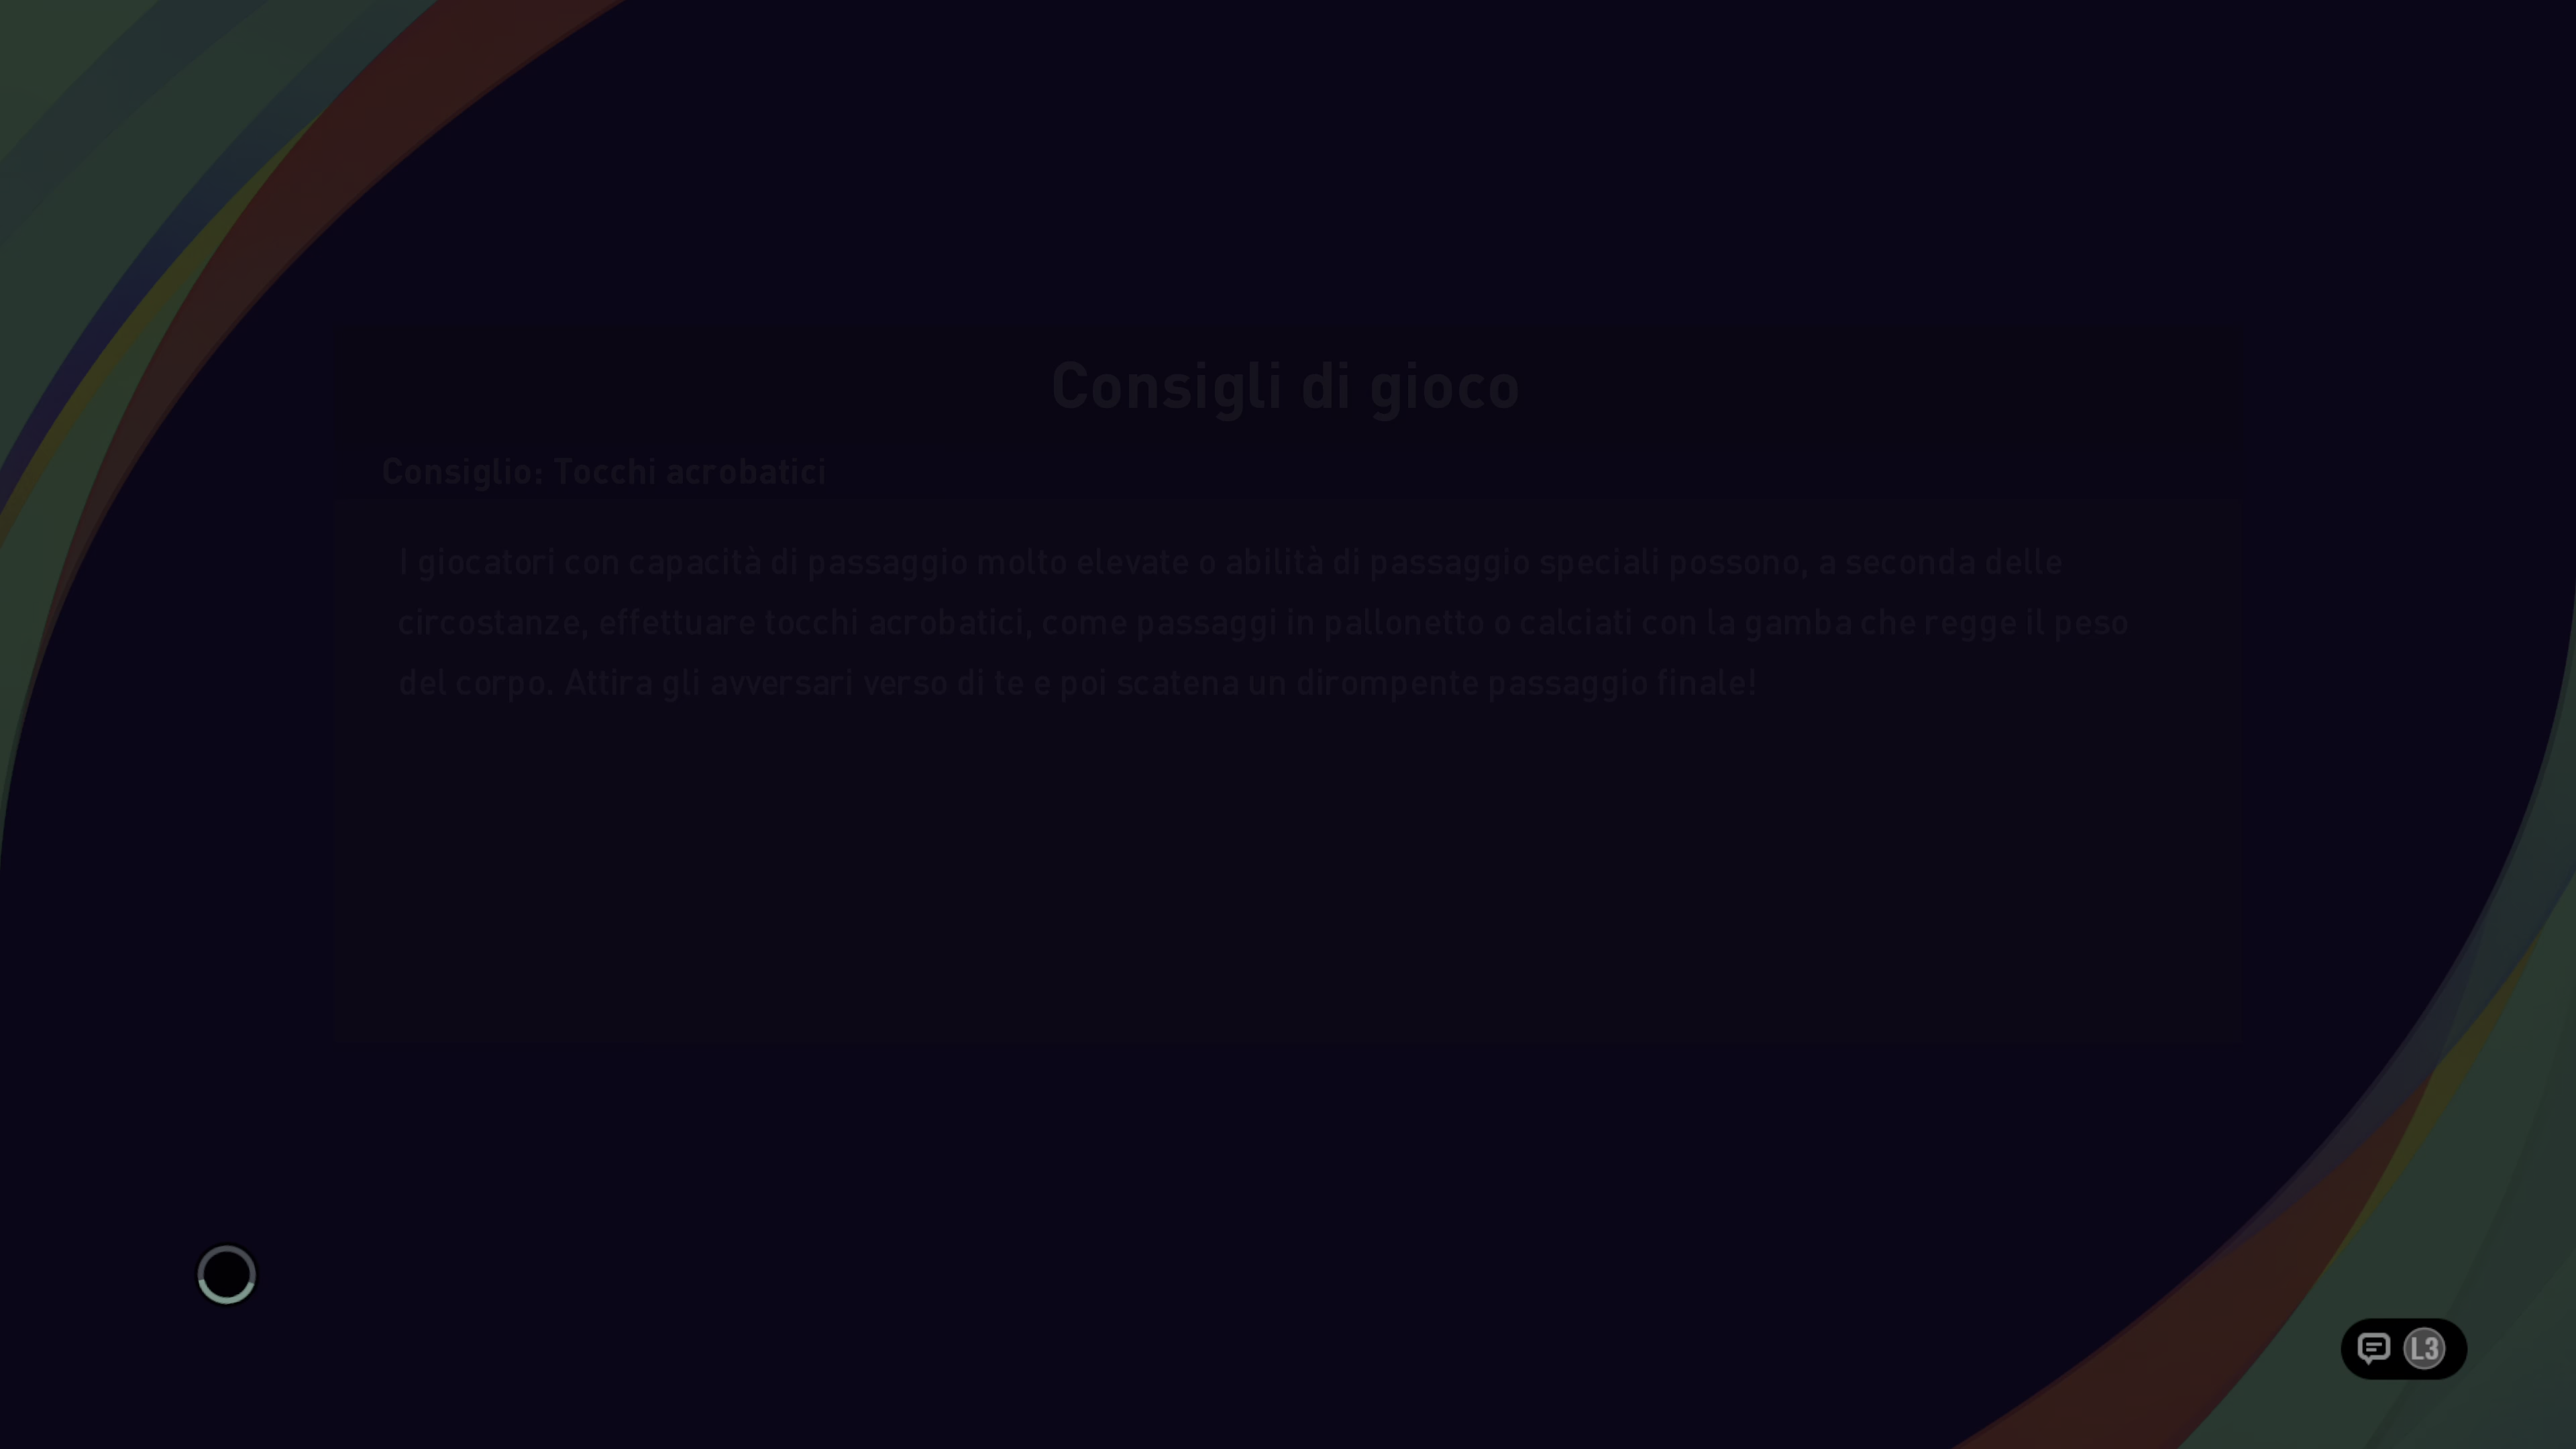 Consigli di gioco
Consiglio: Tocchi acrobatici
I giocatori con capacità di passaggio molto elevate o abilità di passaggio speciali possono, a seconda delle
circostanze, effettuare tocchi acrobatici, come passaggi in pallonetto o calciati con la gamba che regge il peso
del corpo. Attira gli avversari verso di te e poi scatena un dirompente passaggio finale!
L3